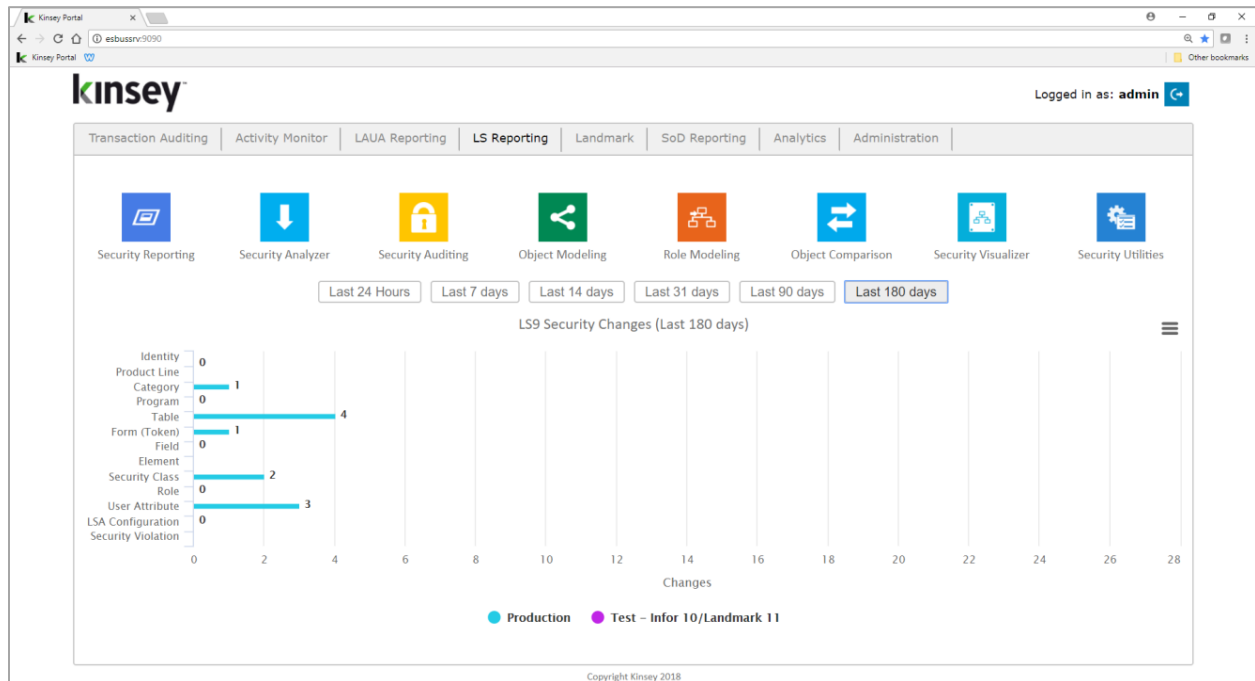 Kinsey Portal
esbussrv:9090
Kinsey Portal Other bookmarks
kinsey
Logged in as: admin
Transaction Auditing Activity Monitor LAUA Reporting LS Reporting Landmark SoD Reporting Analytics Administration
Security Reporting Security Analyzer Security Auditing Object Modeling Role Modeling Object Comparison Security Visualizer Security Utilities
Last 24 Hours Last 7 days Last 14 days Last 31 days Last 90 days Last 180 days
LS9 Security Changes (Last 180 days)
Identity
0
Product Line
Category 1
Program 0
Table 4
Form (Token) 1
Field 0
Element
Security Class 2
Role 0
User Attribute 3
LSA Configuration 0
Security Violation
0 2 4 6 8 10 12 14 16 18 20 22 24 26 28
Changes
Production Test - Infor 10/Landmark 11
Copyright Kinsey 2018